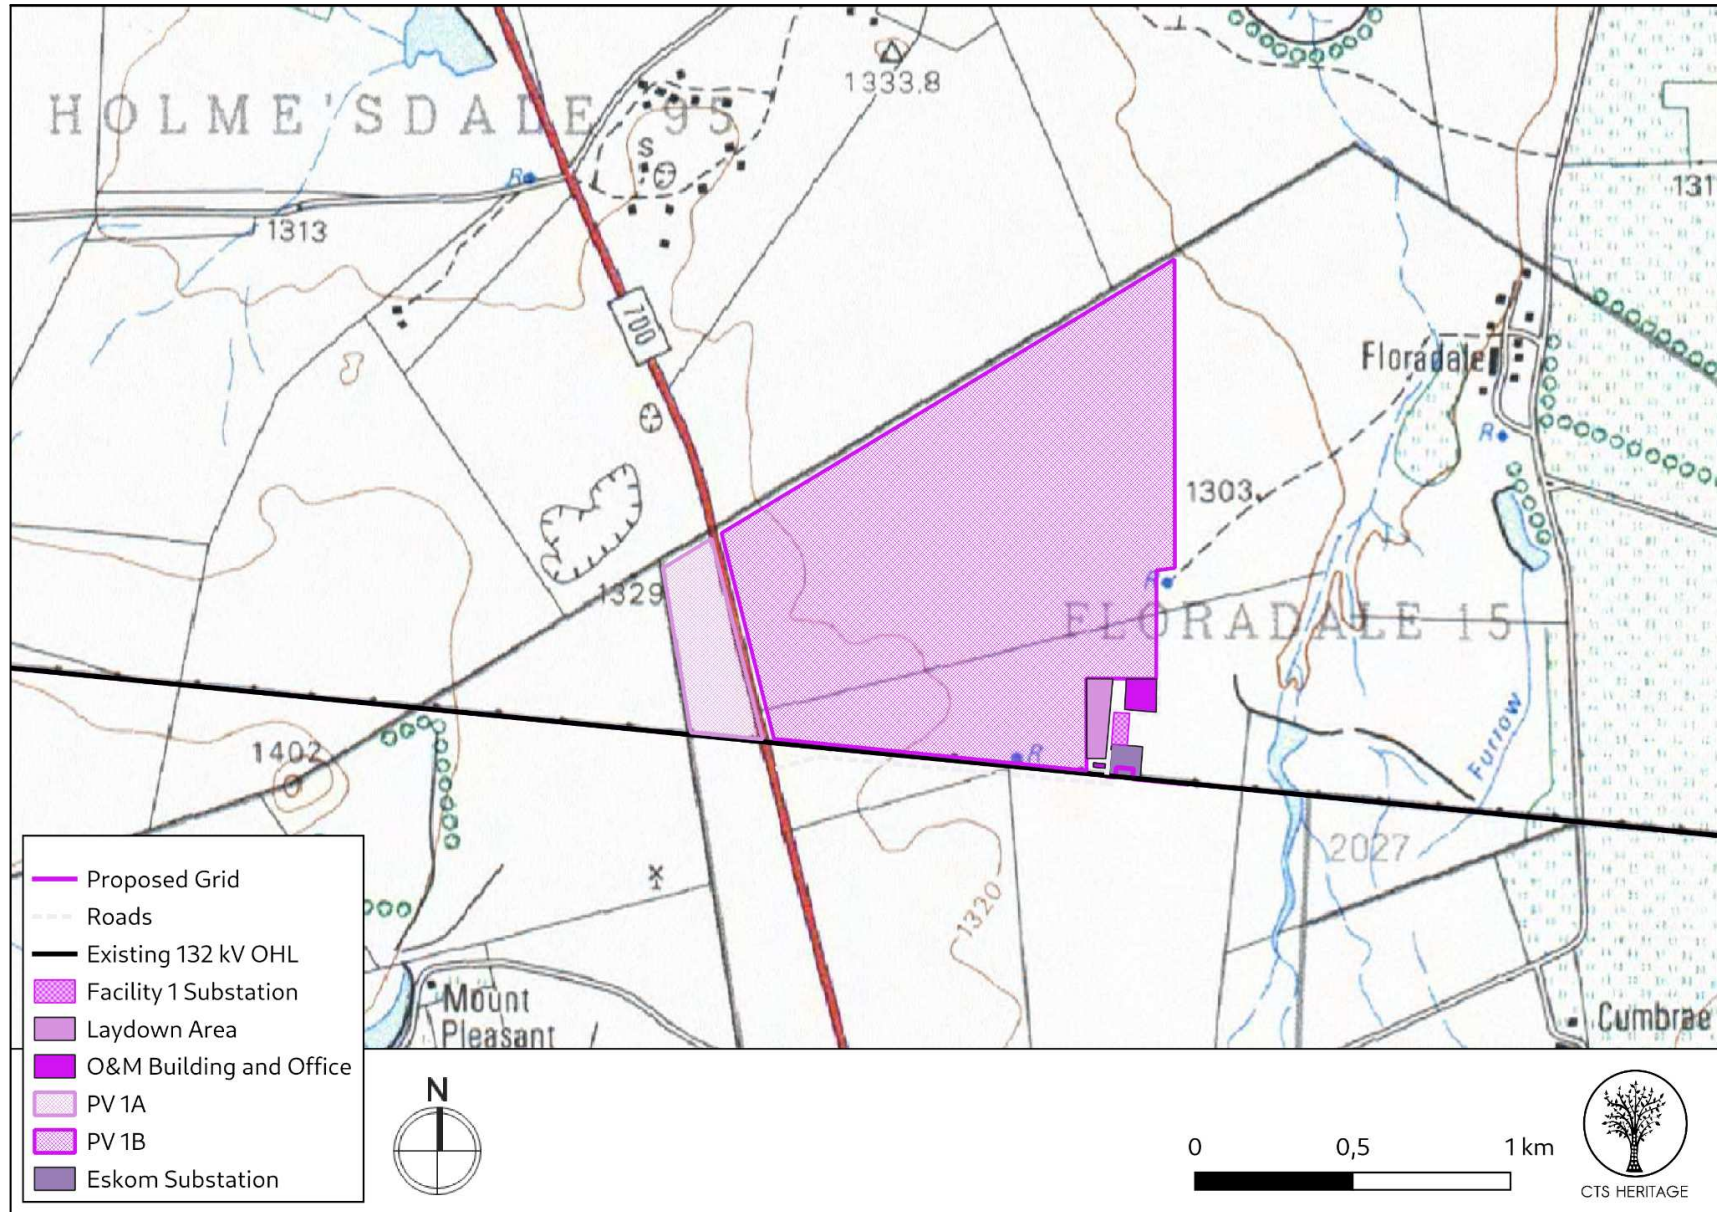 1333.8
HOLME'SDALE 95
S
R
1311
1313
700
Floradale
R
1303
1329
R
FLORADALE 15
Furrow
R
1402
2027
1320
Mount
Pleasant
Cumbrae
Proposed Grid
Roads
Existing 132 kV OHL
Facility 1 Substation
Laydown Area
O&M Building and Office
PV 1A
PV 1B
Eskom Substation
N
0 0,5 1 km
CTS HERITAGE